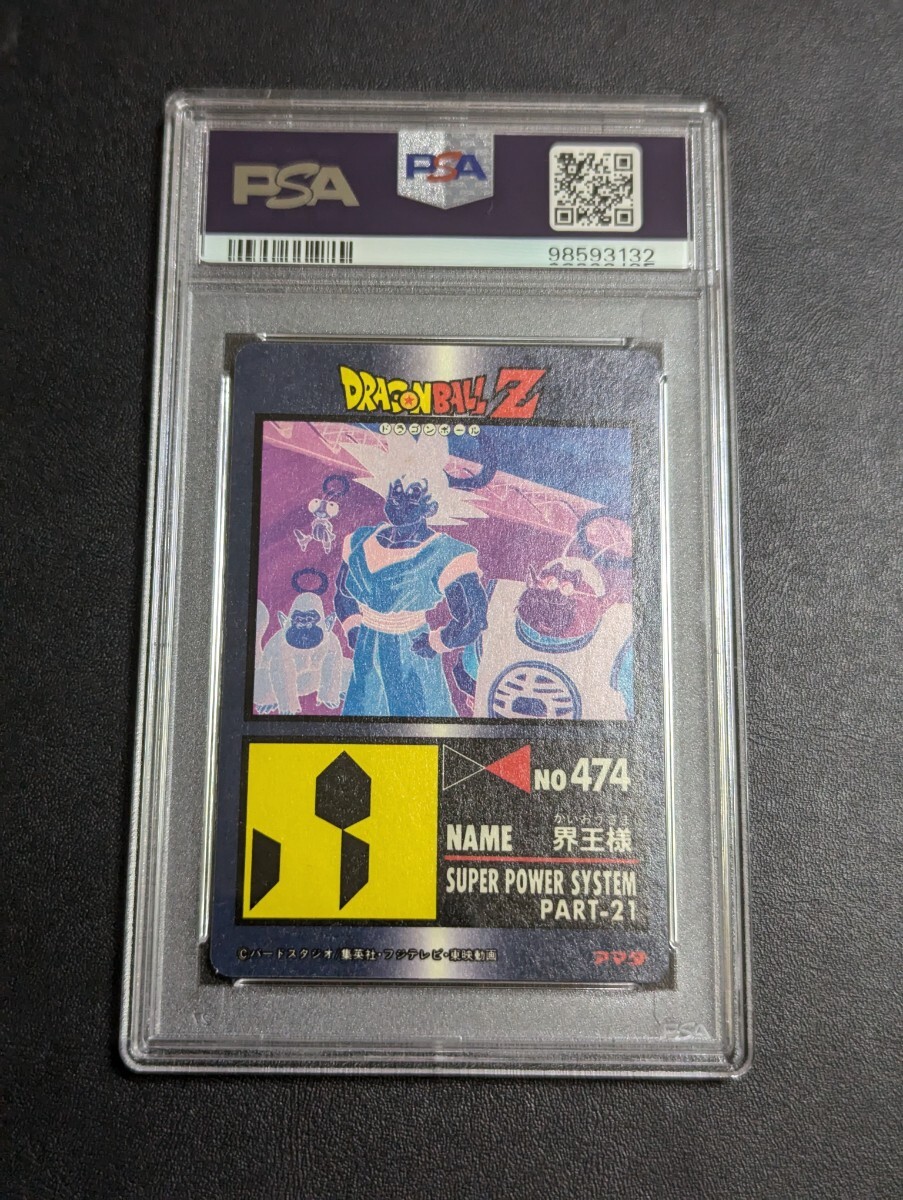 PSA
PSA
98593132
DRAGON BALL Z
ドラゴンボール
NO 474
かいおうさま
NAME 界王様
SUPER POWER SYSTEM
PART-21
©バードスタジオ/集英社・フジテレビ・東映動画
アマダ
PSA